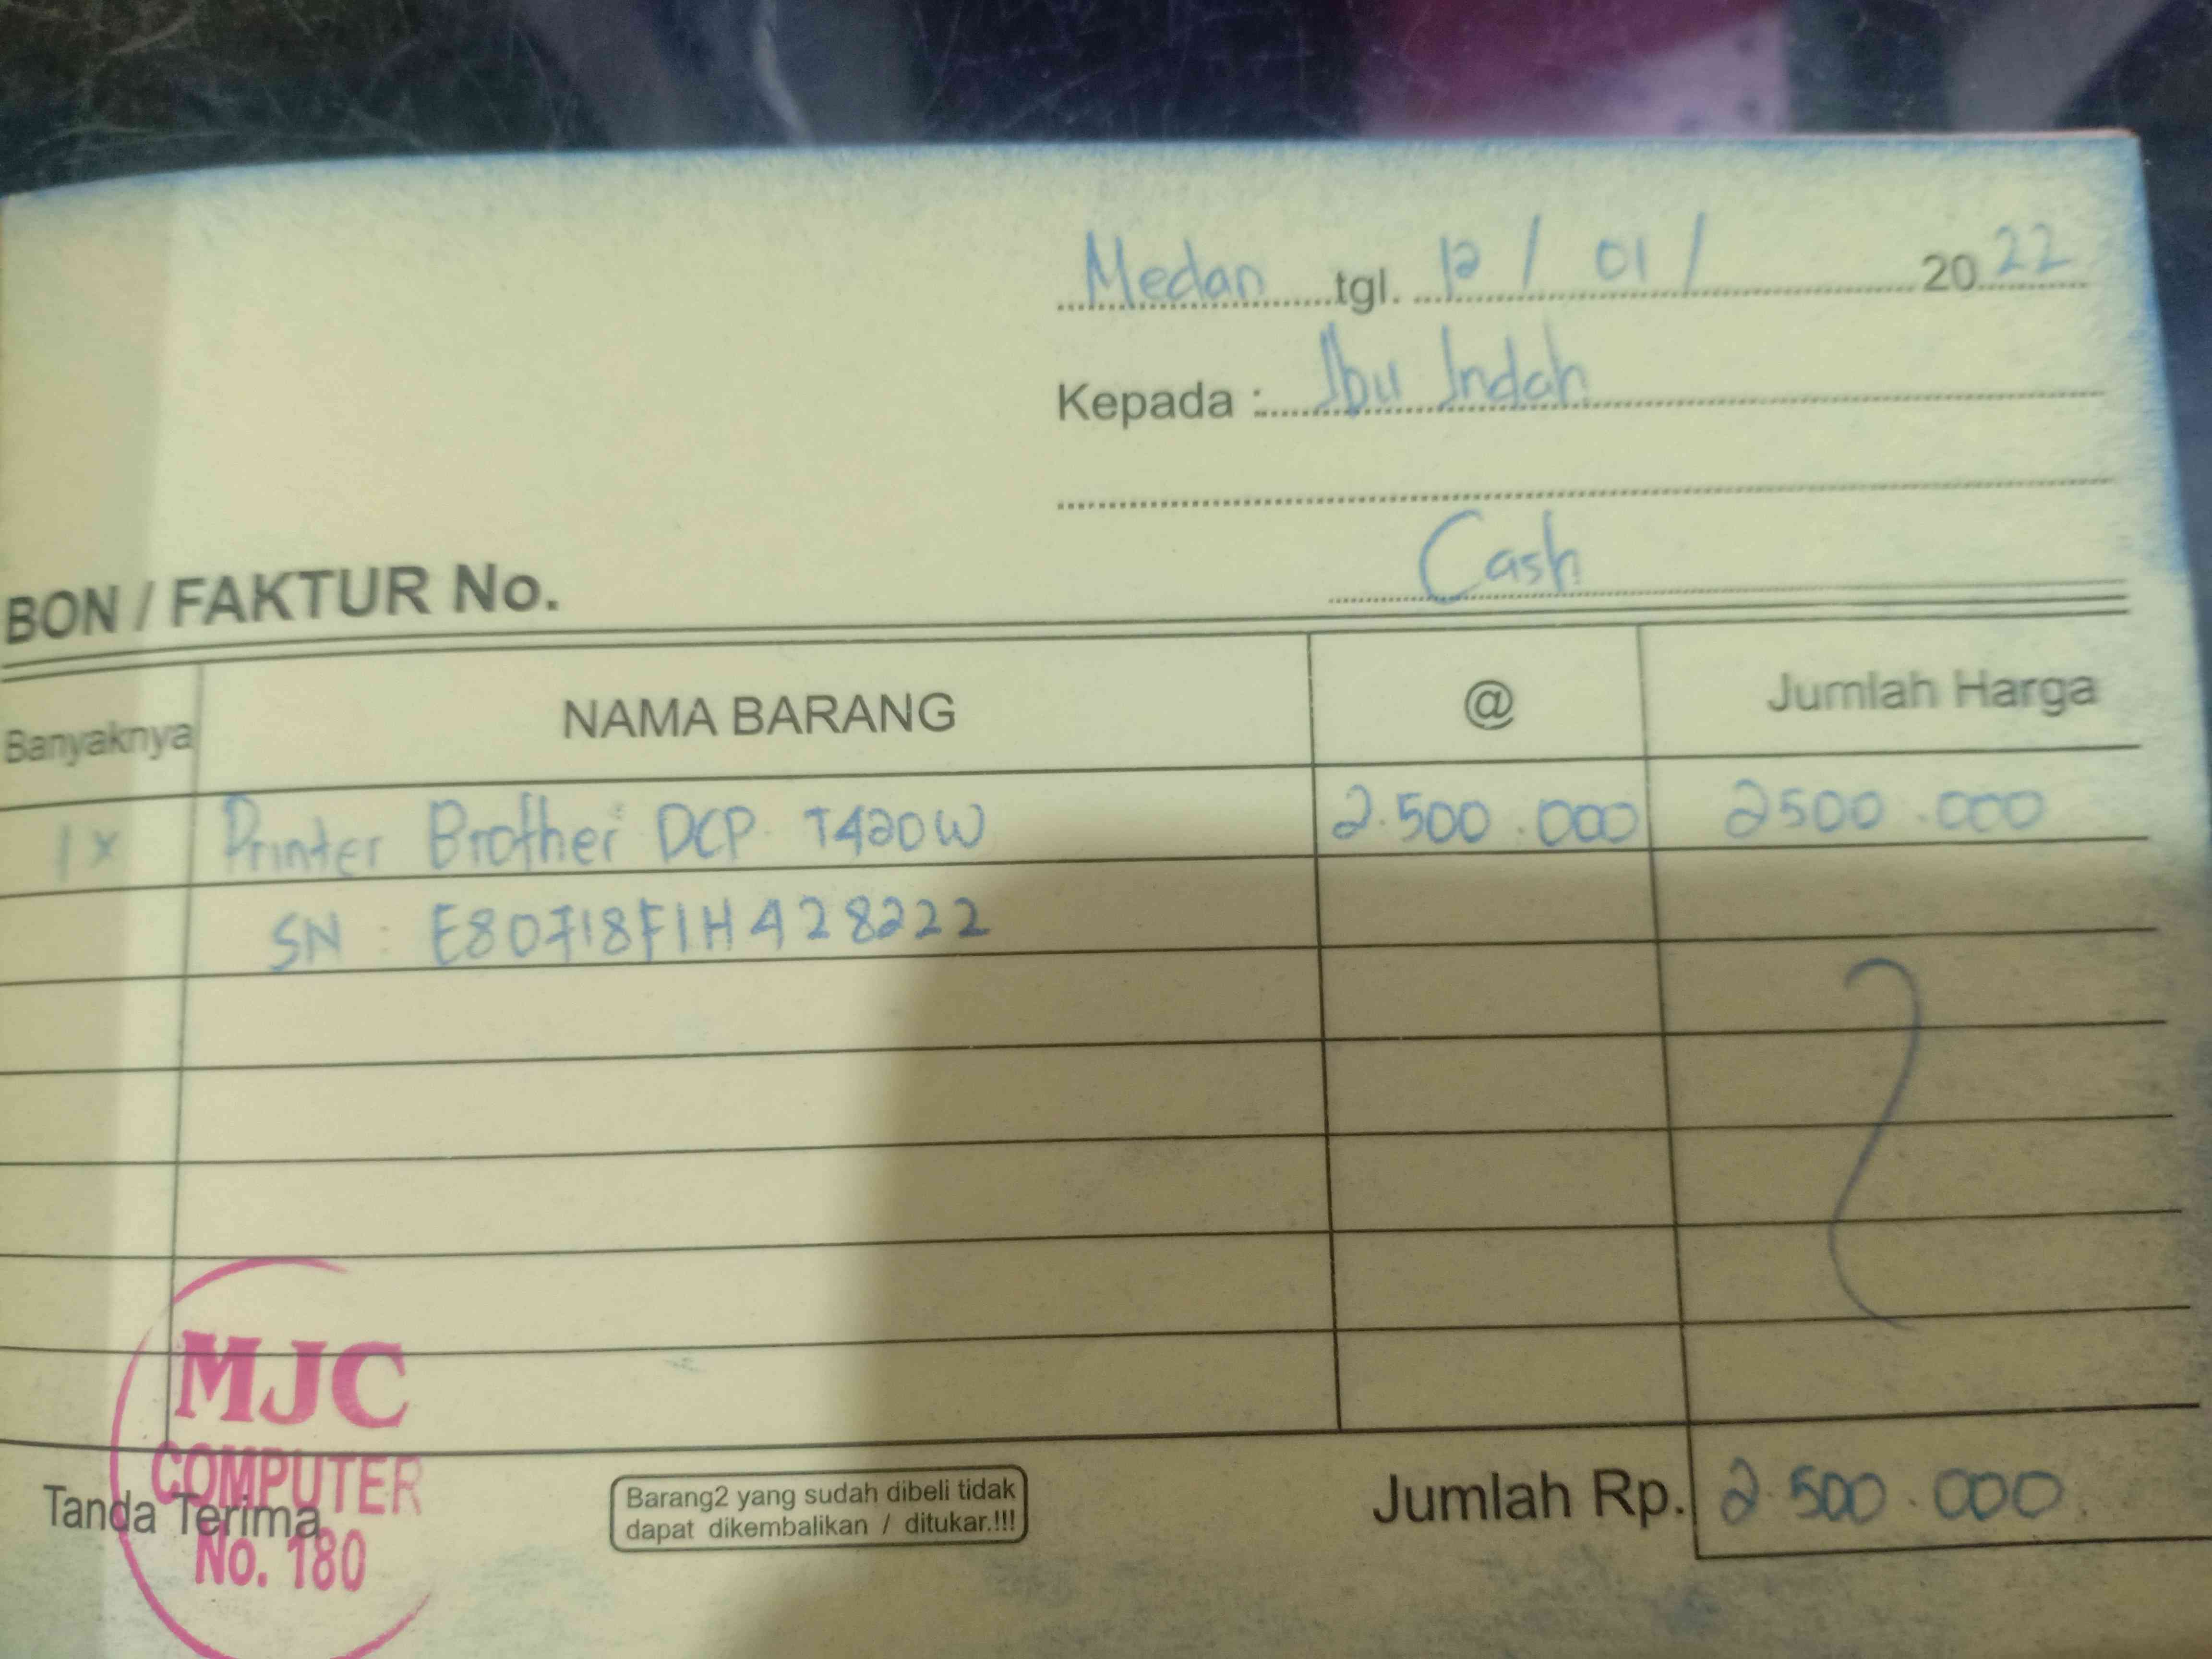 Medan tgl. 12 / 01 / 2022
Kepada : Ibu Indah
Cash
BON / FAKTUR No.
Banyaknya NAMA BARANG @ Jumlah Harga
1 x Printer Brother DCP T420W 2.500.000 2500.000
SN : E80718F1H428222
MJC
COMPUTER
No. 180
Tanda Terima
Barang2 yang sudah dibeli tidak
dapat dikembalikan / ditukar.!!!
Jumlah Rp. 2.500.000.